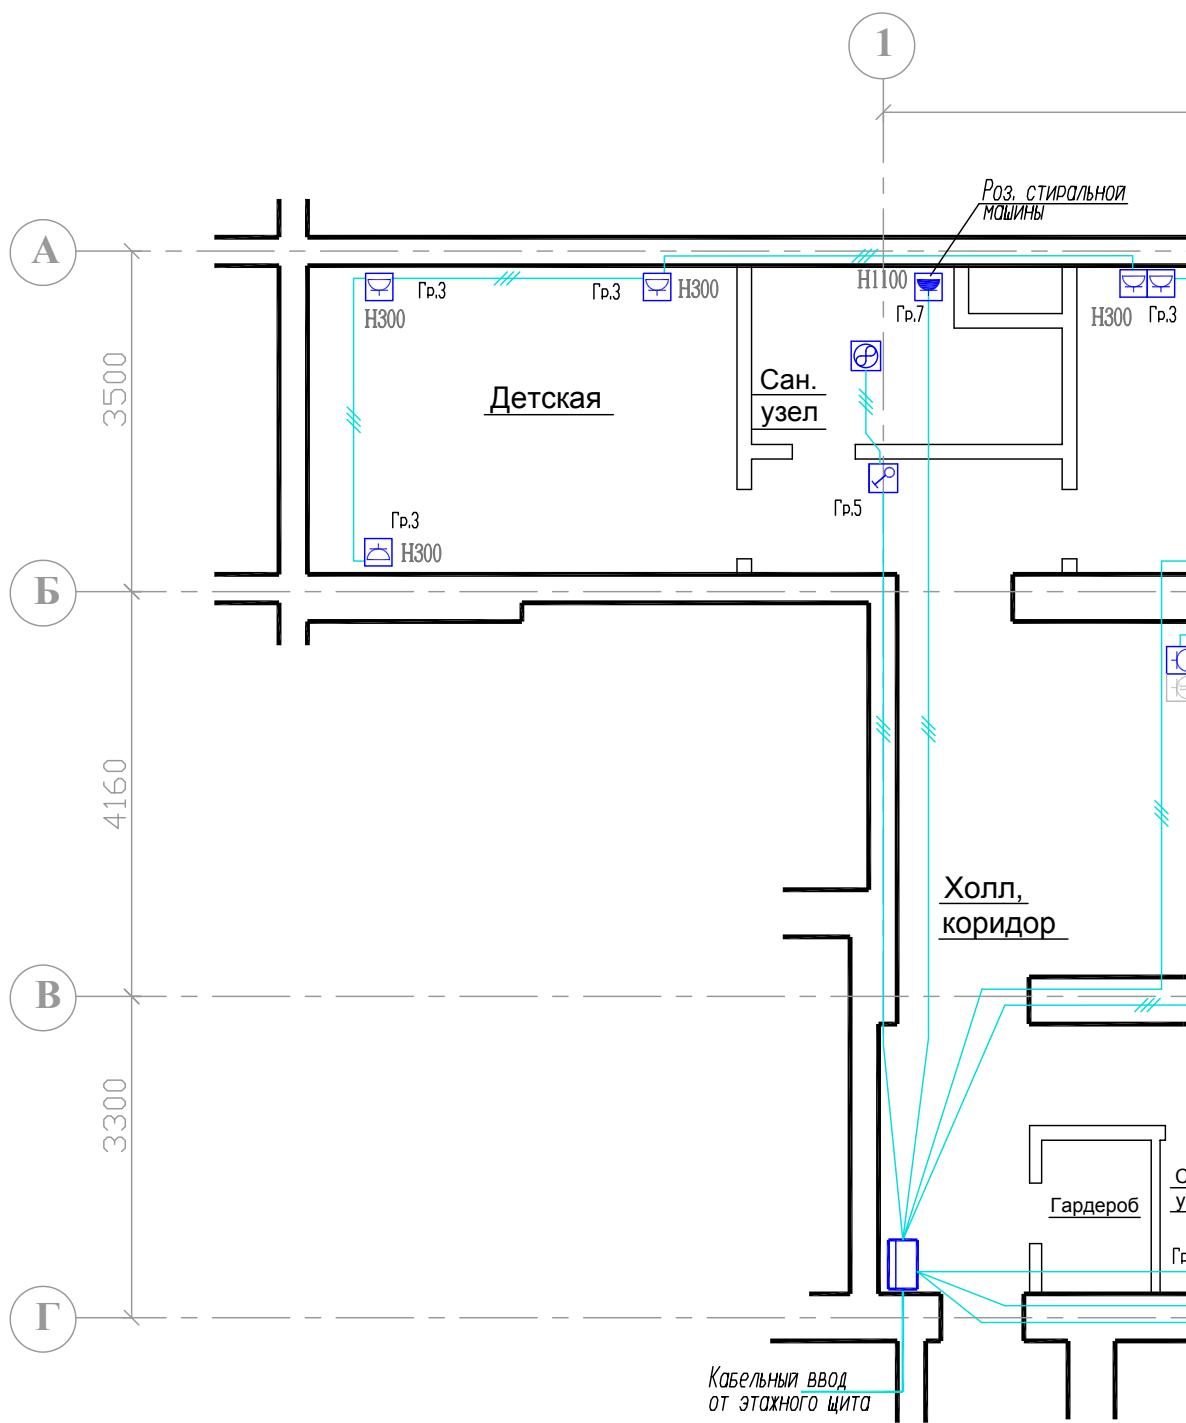 1
Роз. стиральной
машины
А
Гр.3
Гр.3
Н300
Н1100
Н300
Гр.7
Н300
Гр.3
3500
Детская
Сан.
узел
Гр.5
Гр.3
Н300
Б
4160
Холл,
коридор
В
3300
Гардероб
С
у
Гр
Г
Кабельный ввод
от этажного щита